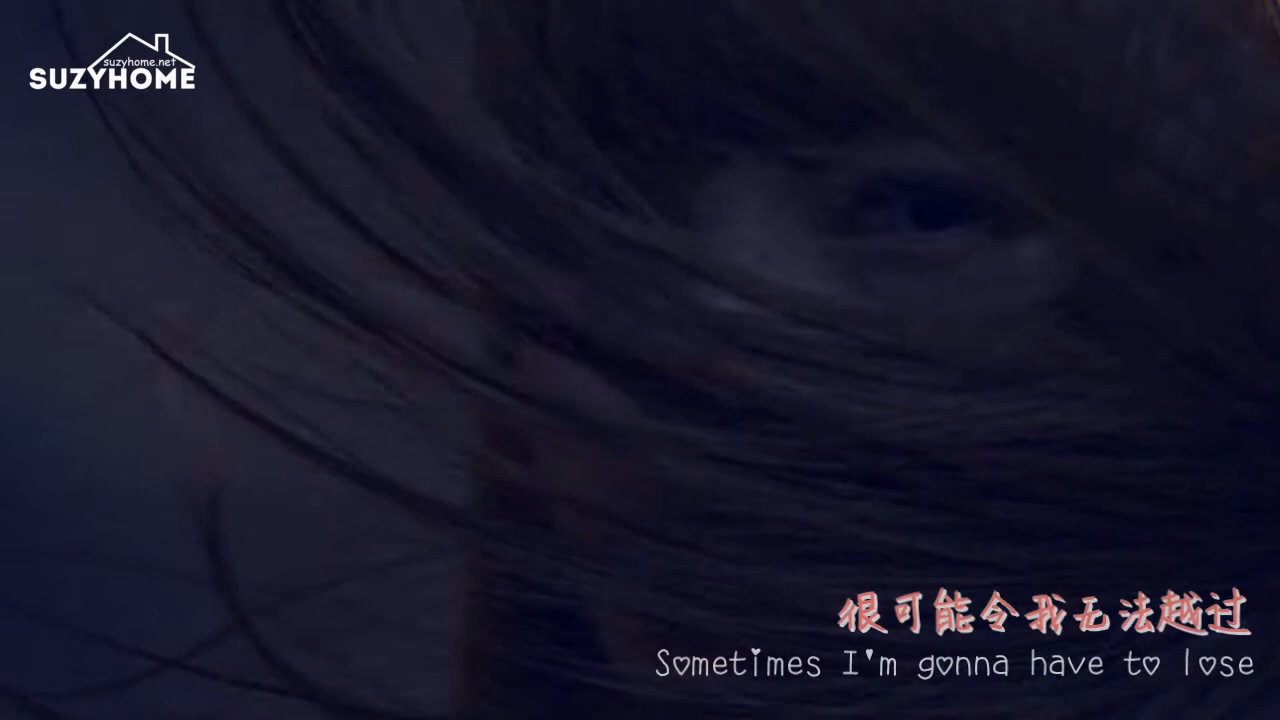 suzyhome.net
SUZYHOME
很可能令我无法越过
Sometimes I'm gonna have to lose